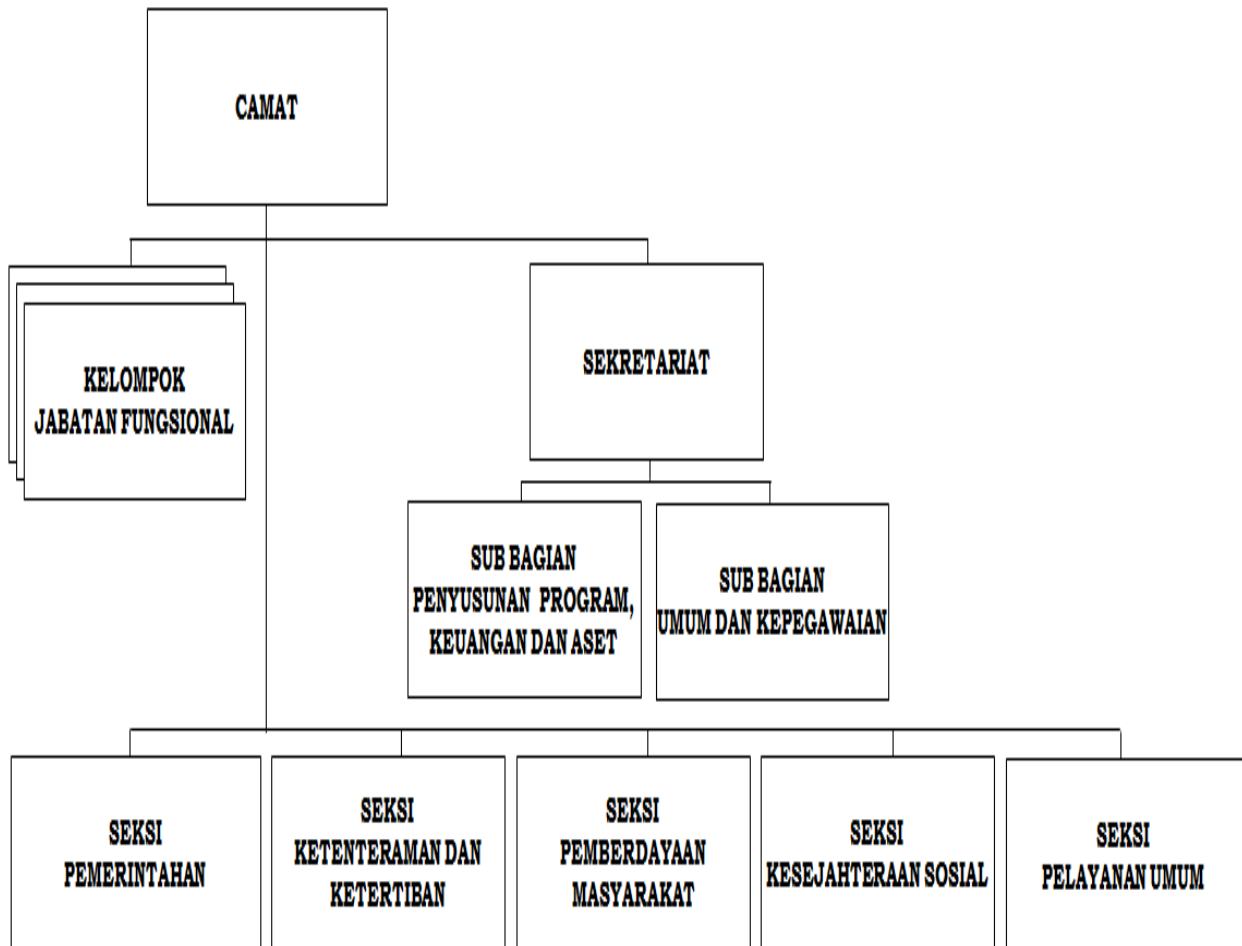 CAMAT
KELOMPOK
JABATAN FUNGSIONAL
SEKRETARIAT
SUB BAGIAN
PENYUSUNAN PROGRAM,
KEUANGAN DAN ASET
SUB BAGIAN
UMUM DAN KEPEGAWAIAN
SEKSI
PEMERINTAHAN
SEKSI
KETENTERAMAN DAN
KETERTIBAN
SEKSI
PEMBERDAYAAN
MASYARAKAT
SEKSI
KESEJAHTERAAN SOSIAL
SEKSI
PELAYANAN UMUM